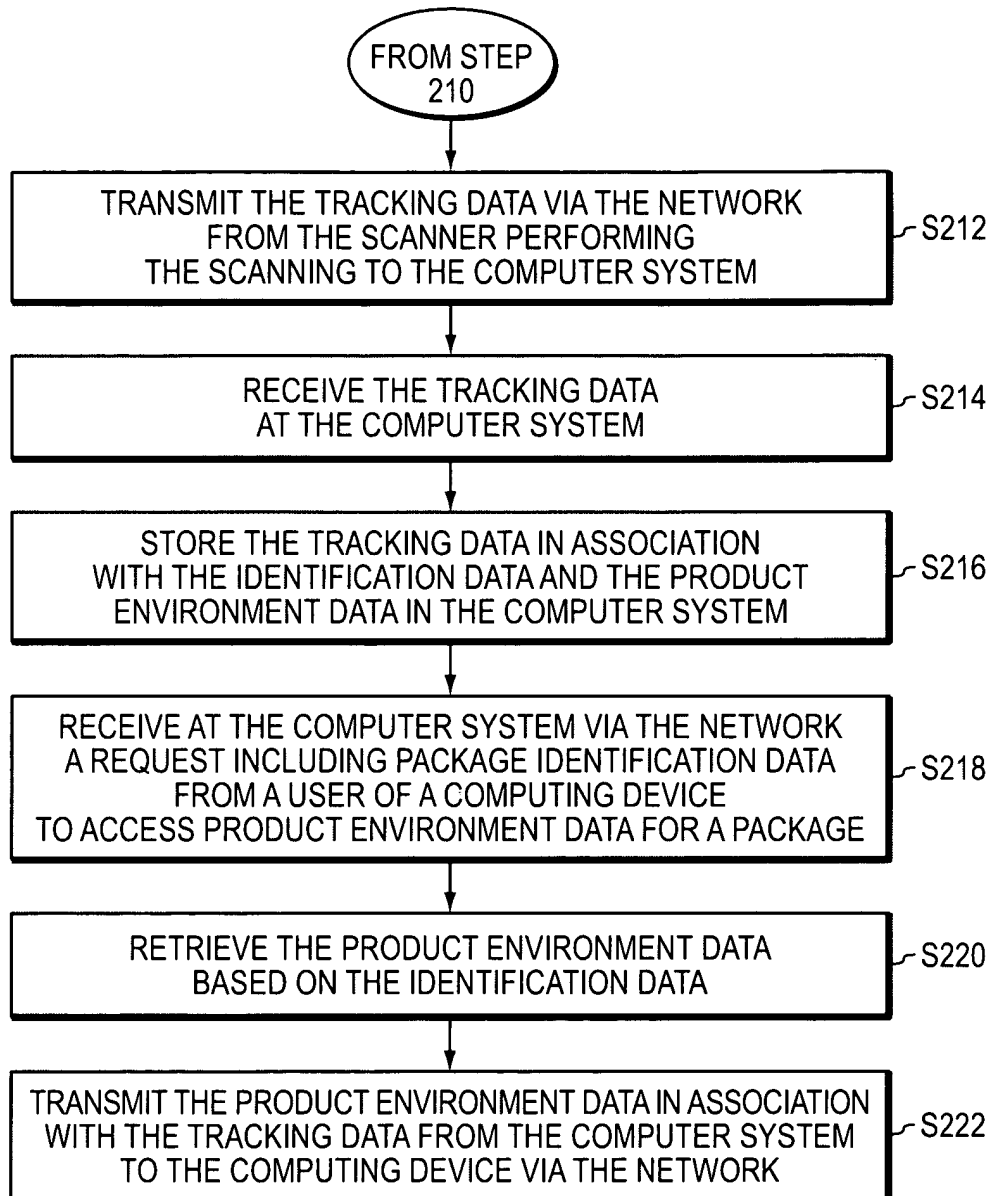 FROM STEP
210
TRANSMIT THE TRACKING DATA VIA THE NETWORK
FROM THE SCANNER PERFORMING
THE SCANNING TO THE COMPUTER SYSTEM
S212
RECEIVE THE TRACKING DATA
AT THE COMPUTER SYSTEM
S214
STORE THE TRACKING DATA IN ASSOCIATION
WITH THE IDENTIFICATION DATA AND THE PRODUCT
ENVIRONMENT DATA IN THE COMPUTER SYSTEM
S216
RECEIVE AT THE COMPUTER SYSTEM VIA THE NETWORK
A REQUEST INCLUDING PACKAGE IDENTIFICATION DATA
FROM A USER OF A COMPUTING DEVICE
TO ACCESS PRODUCT ENVIRONMENT DATA FOR A PACKAGE
S218
RETRIEVE THE PRODUCT ENVIRONMENT DATA
BASED ON THE IDENTIFICATION DATA
S220
TRANSMIT THE PRODUCT ENVIRONMENT DATA IN ASSOCIATION
WITH THE TRACKING DATA FROM THE COMPUTER SYSTEM
TO THE COMPUTING DEVICE VIA THE NETWORK
S222